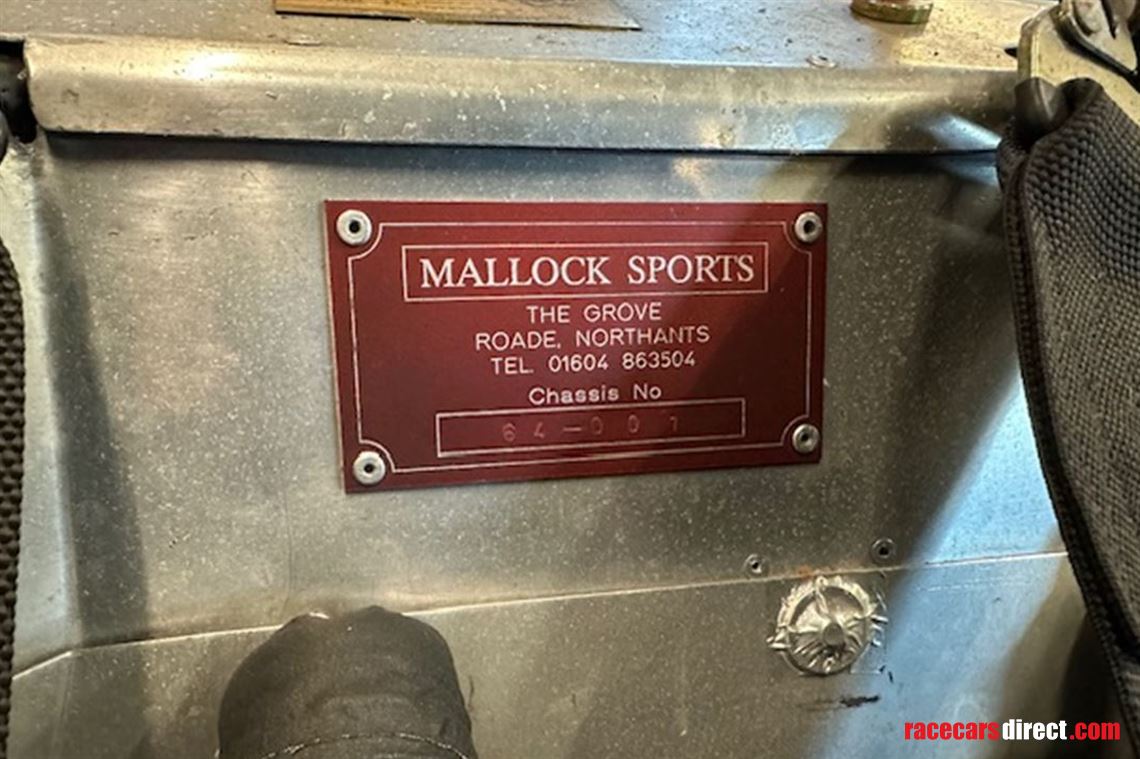 MALLOCK SPORTS
THE GROVE
ROADE, NORTHANTS
TEL. 01604 863504
Chassis No
64-001
racecarsdirect.com